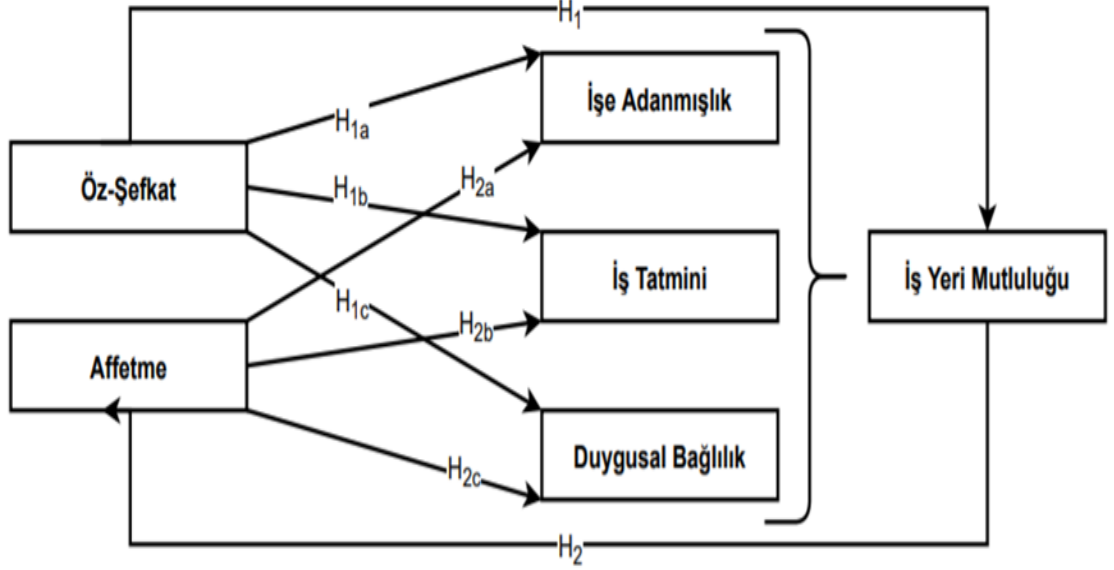 H1
İşe Adanmışlık
H1a
Öz-Şefkat
H2a
H1b
İş Tatmini
İş Yeri Mutluluğu
H1c
H2b
Affetme
Duygusal Bağlılık
H2c
H2